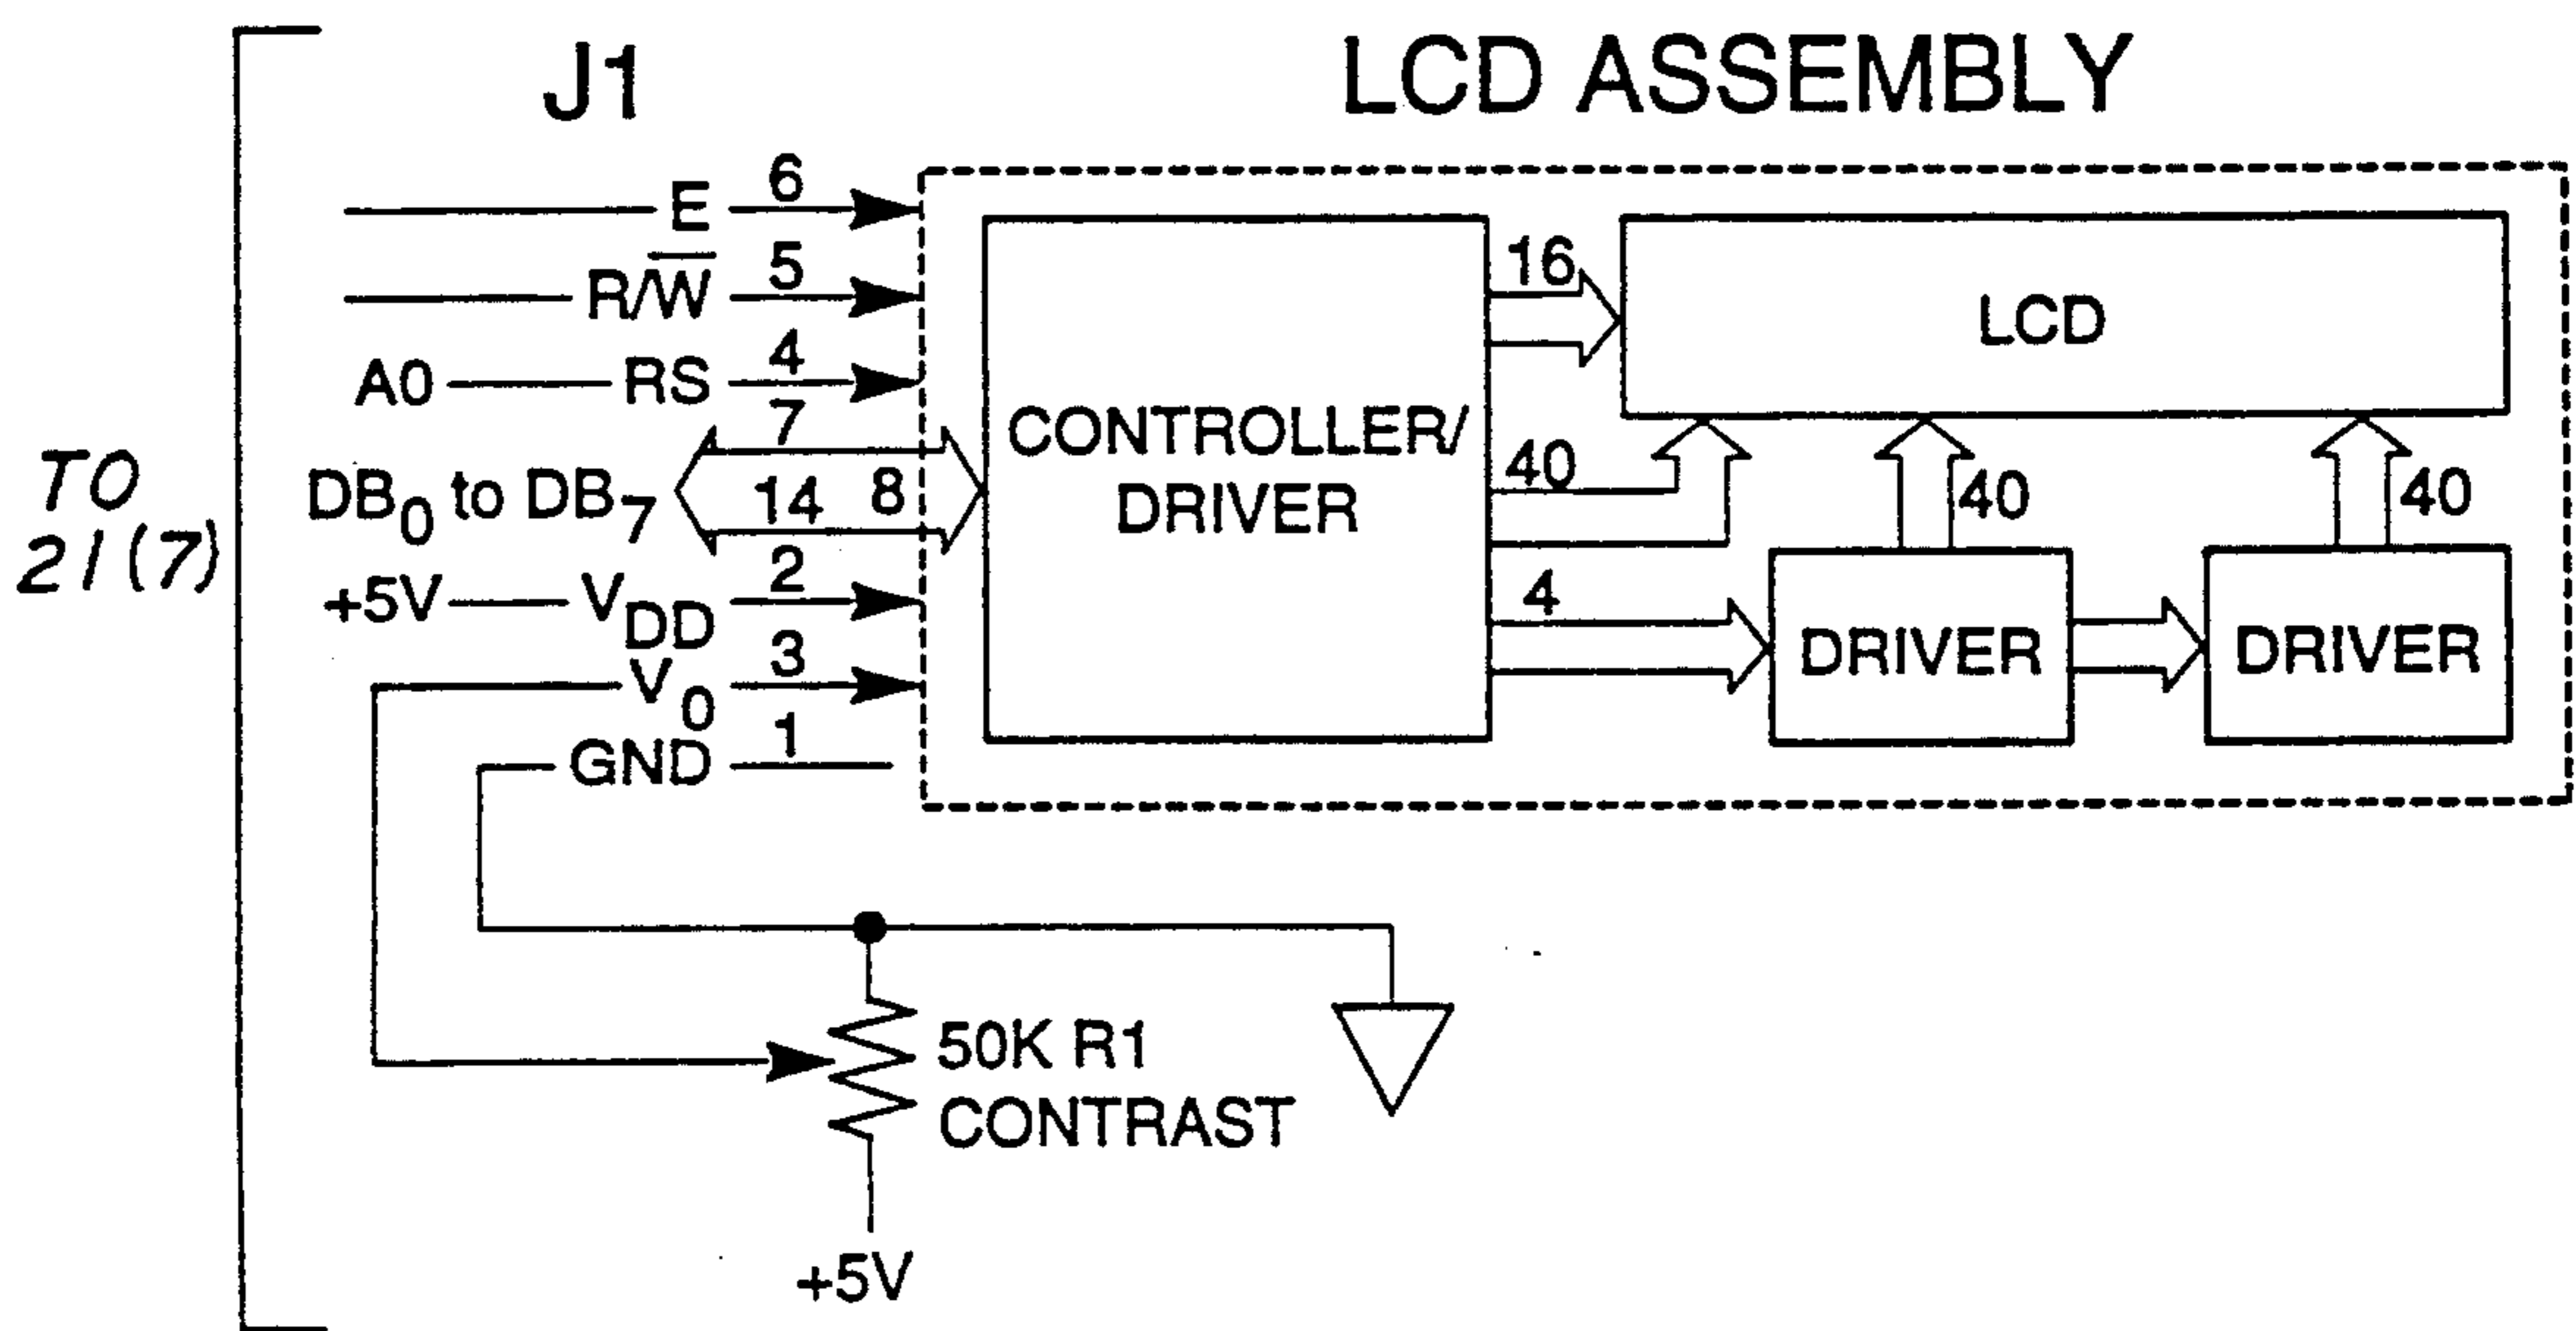 J1
LCD ASSEMBLY
E 6
R/W̅ 5
A0 RS 4
TO
21(7)
DB₀ to DB₇
7
14 8
+5V V_DD 2
V₀ 3
GND 1
CONTROLLER/
DRIVER
16
LCD
40
40
40
4
DRIVER
DRIVER
50K R1
CONTRAST
+5V